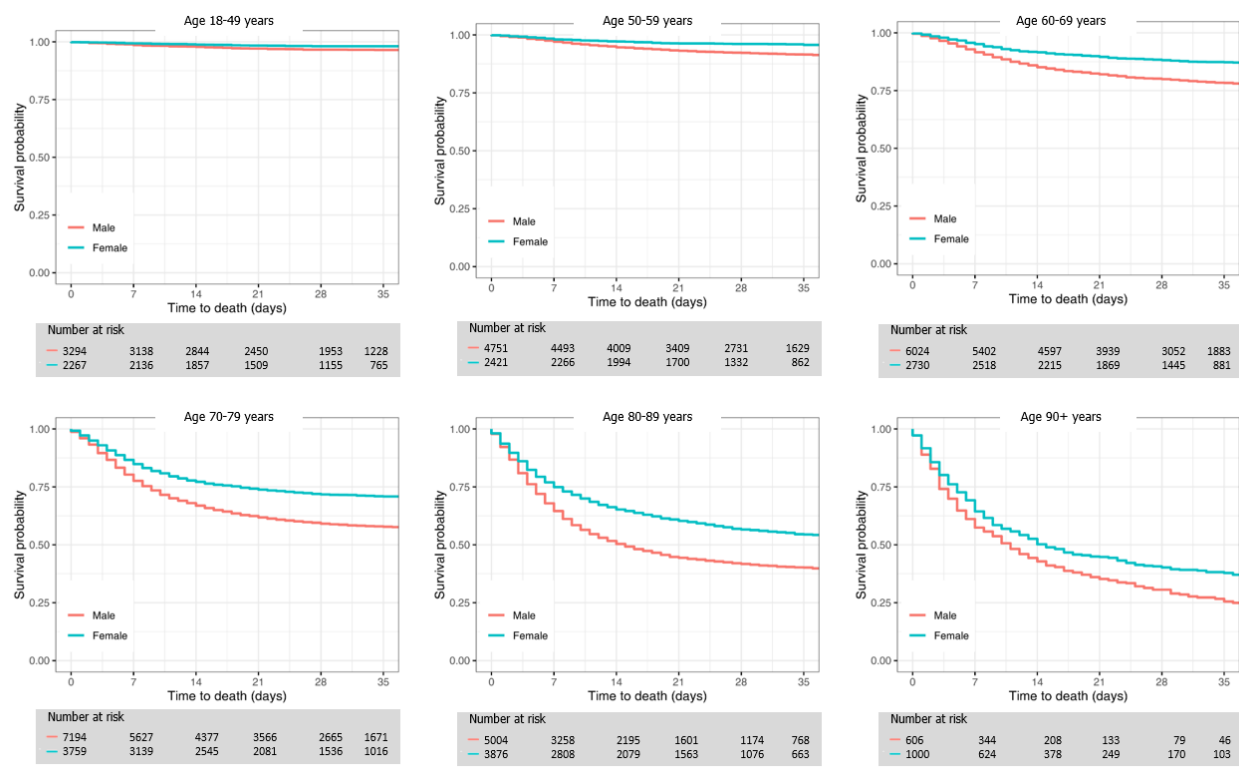 Age 18-49 years
1.00
0.75
0.50
0.25
0.00
Survival probability
Male
Female
0 7 14 21 28 35
Time to death (days)
Number at risk
3294 3138 2844 2450 1953 1228
2267 2136 1857 1509 1155 765
Age 50-59 years
1.00
0.75
0.50
0.25
0.00
Survival probability
Male
Female
0 7 14 21 28 35
Time to death (days)
Number at risk
4751 4493 4009 3409 2731 1629
2421 2266 1994 1700 1332 862
Age 60-69 years
1.00
0.75
0.50
0.25
0.00
Survival probability
Male
Female
0 7 14 21 28 35
Time to death (days)
Number at risk
6024 5402 4597 3939 3052 1883
2730 2518 2215 1869 1445 881
Age 70-79 years
1.00
0.75
0.50
0.25
0.00
Survival probability
Male
Female
0 7 14 21 28 35
Time to death (days)
Number at risk
7194 5627 4377 3566 2665 1671
3759 3139 2545 2081 1536 1016
Age 80-89 years
1.00
0.75
0.50
0.25
0.00
Survival probability
Male
Female
0 7 14 21 28 35
Time to death (days)
Number at risk
5004 3258 2195 1601 1174 768
3876 2808 2079 1563 1076 663
Age 90+ years
1.00
0.75
0.50
0.25
0.00
Survival probability
Male
Female
0 7 14 21 28 35
Time to death (days)
Number at risk
606 344 208 133 79 46
1000 624 378 249 170 103